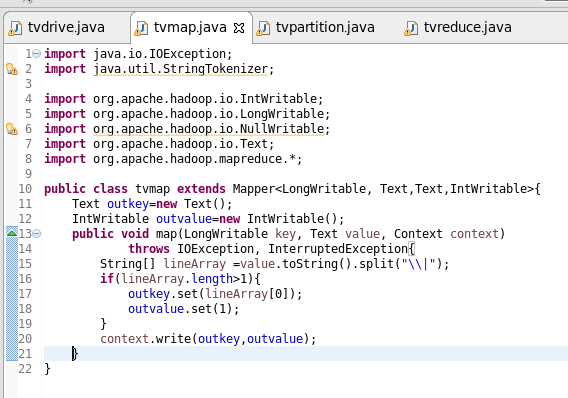 tvdrive.java tvmap.java tvpartition.java tvreduce.java
1 import java.io.IOException;
2 import java.util.StringTokenizer;
3
4 import org.apache.hadoop.io.IntWritable;
5 import org.apache.hadoop.io.LongWritable;
6 import org.apache.hadoop.io.NullWritable;
7 import org.apache.hadoop.io.Text;
8 import org.apache.hadoop.mapreduce.*;
9
10 public class tvmap extends Mapper<LongWritable, Text,Text,IntWritable>{
11     Text outkey=new Text();
12     IntWritable outvalue=new IntWritable();
13     public void map(LongWritable key, Text value, Context context)
14             throws IOException, InterruptedException{
15         String[] lineArray =value.toString().split("\\|");
16         if(lineArray.length>1){
17             outkey.set(lineArray[0]);
18             outvalue.set(1);
19         }
20         context.write(outkey,outvalue);
21     }
22 }